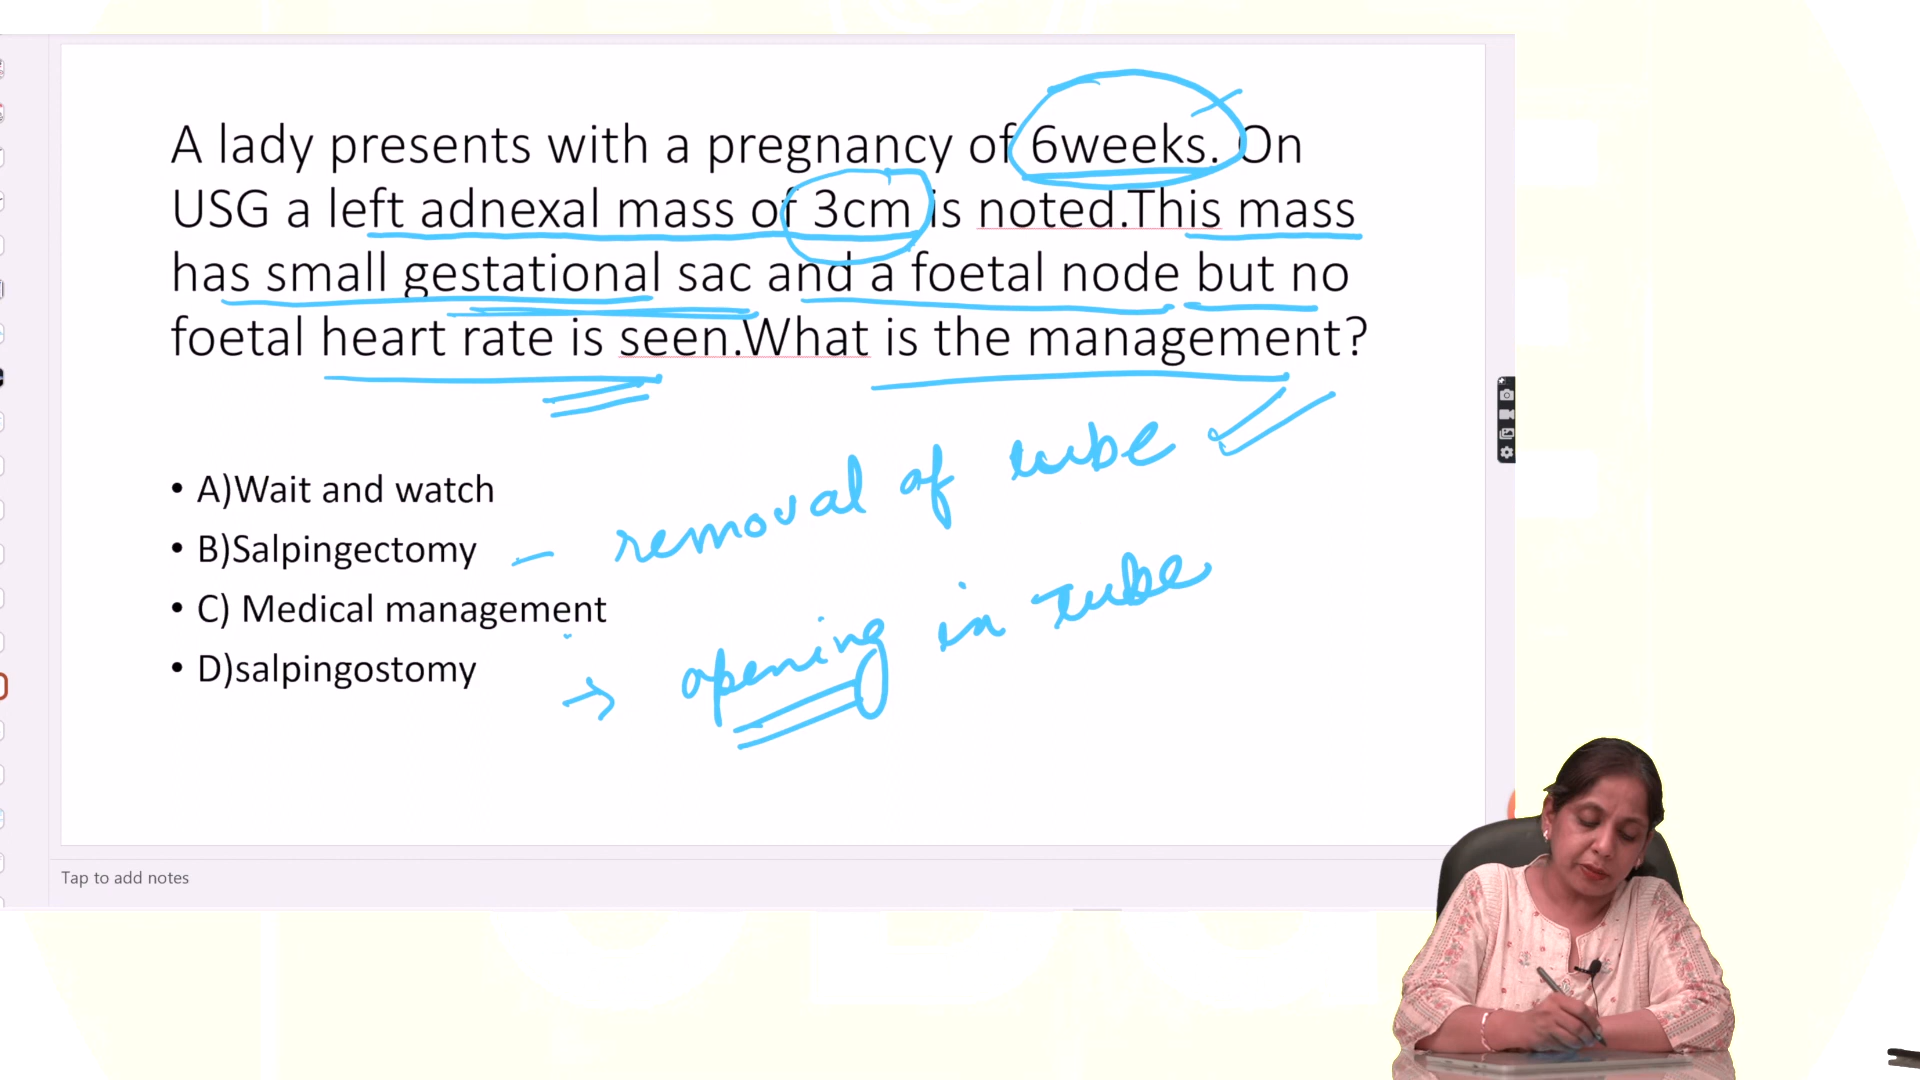 A lady presents with a pregnancy of 6weeks. On
USG a left adnexal mass of 3cm is noted.This mass
has small gestational sac and a foetal node but no
foetal heart rate is seen.What is the management?
• A)Wait and watch
• B)Salpingectomy – removal of tube
• C) Medical management
• D)salpingostomy → opening in tube
Tap to add notes